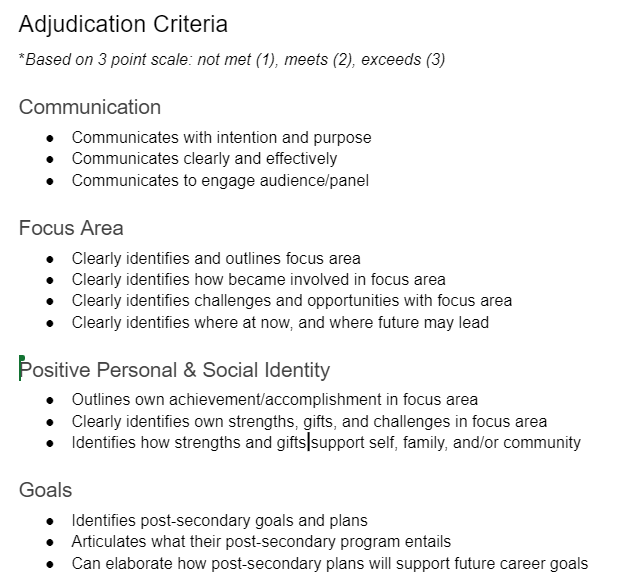 Adjudication Criteria
*Based on 3 point scale: not met (1), meets (2), exceeds (3)
Communication
● Communicates with intention and purpose
● Communicates clearly and effectively
● Communicates to engage audience/panel
Focus Area
● Clearly identifies and outlines focus area
● Clearly identifies how became involved in focus area
● Clearly identifies challenges and opportunities with focus area
● Clearly identifies where at now, and where future may lead
Positive Personal & Social Identity
● Outlines own achievement/accomplishment in focus area
● Clearly identifies own strengths, gifts, and challenges in focus area
● Identifies how strengths and gifts support self, family, and/or community
Goals
● Identifies post-secondary goals and plans
● Articulates what their post-secondary program entails
● Can elaborate how post-secondary plans will support future career goals